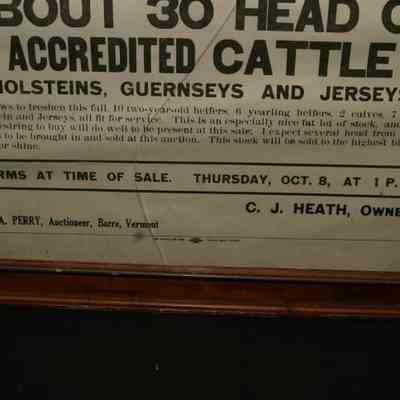 BOUT 30 HEAD O
ACCREDITED CATTLE
HOLSTEINS, GUERNSEYS AND JERSEYS
ws to freshen this fall, 10 two-year-old heifers, 6 yearling heifers, 2 calves, 7
ein and Jerseys, all fit for service. This is an especially nice flat lot of stock, and
esiring to buy will do well to be present at this sale. I expect several head from
s to be brought in and sold at this auction. This stock will be sold to the highest bi
or shine.
RMS AT TIME OF SALE. THURSDAY, OCT. 8, AT 1 P.
C. J. HEATH, OWNE
A. PERRY, Auctioneer, Barre, Vermont